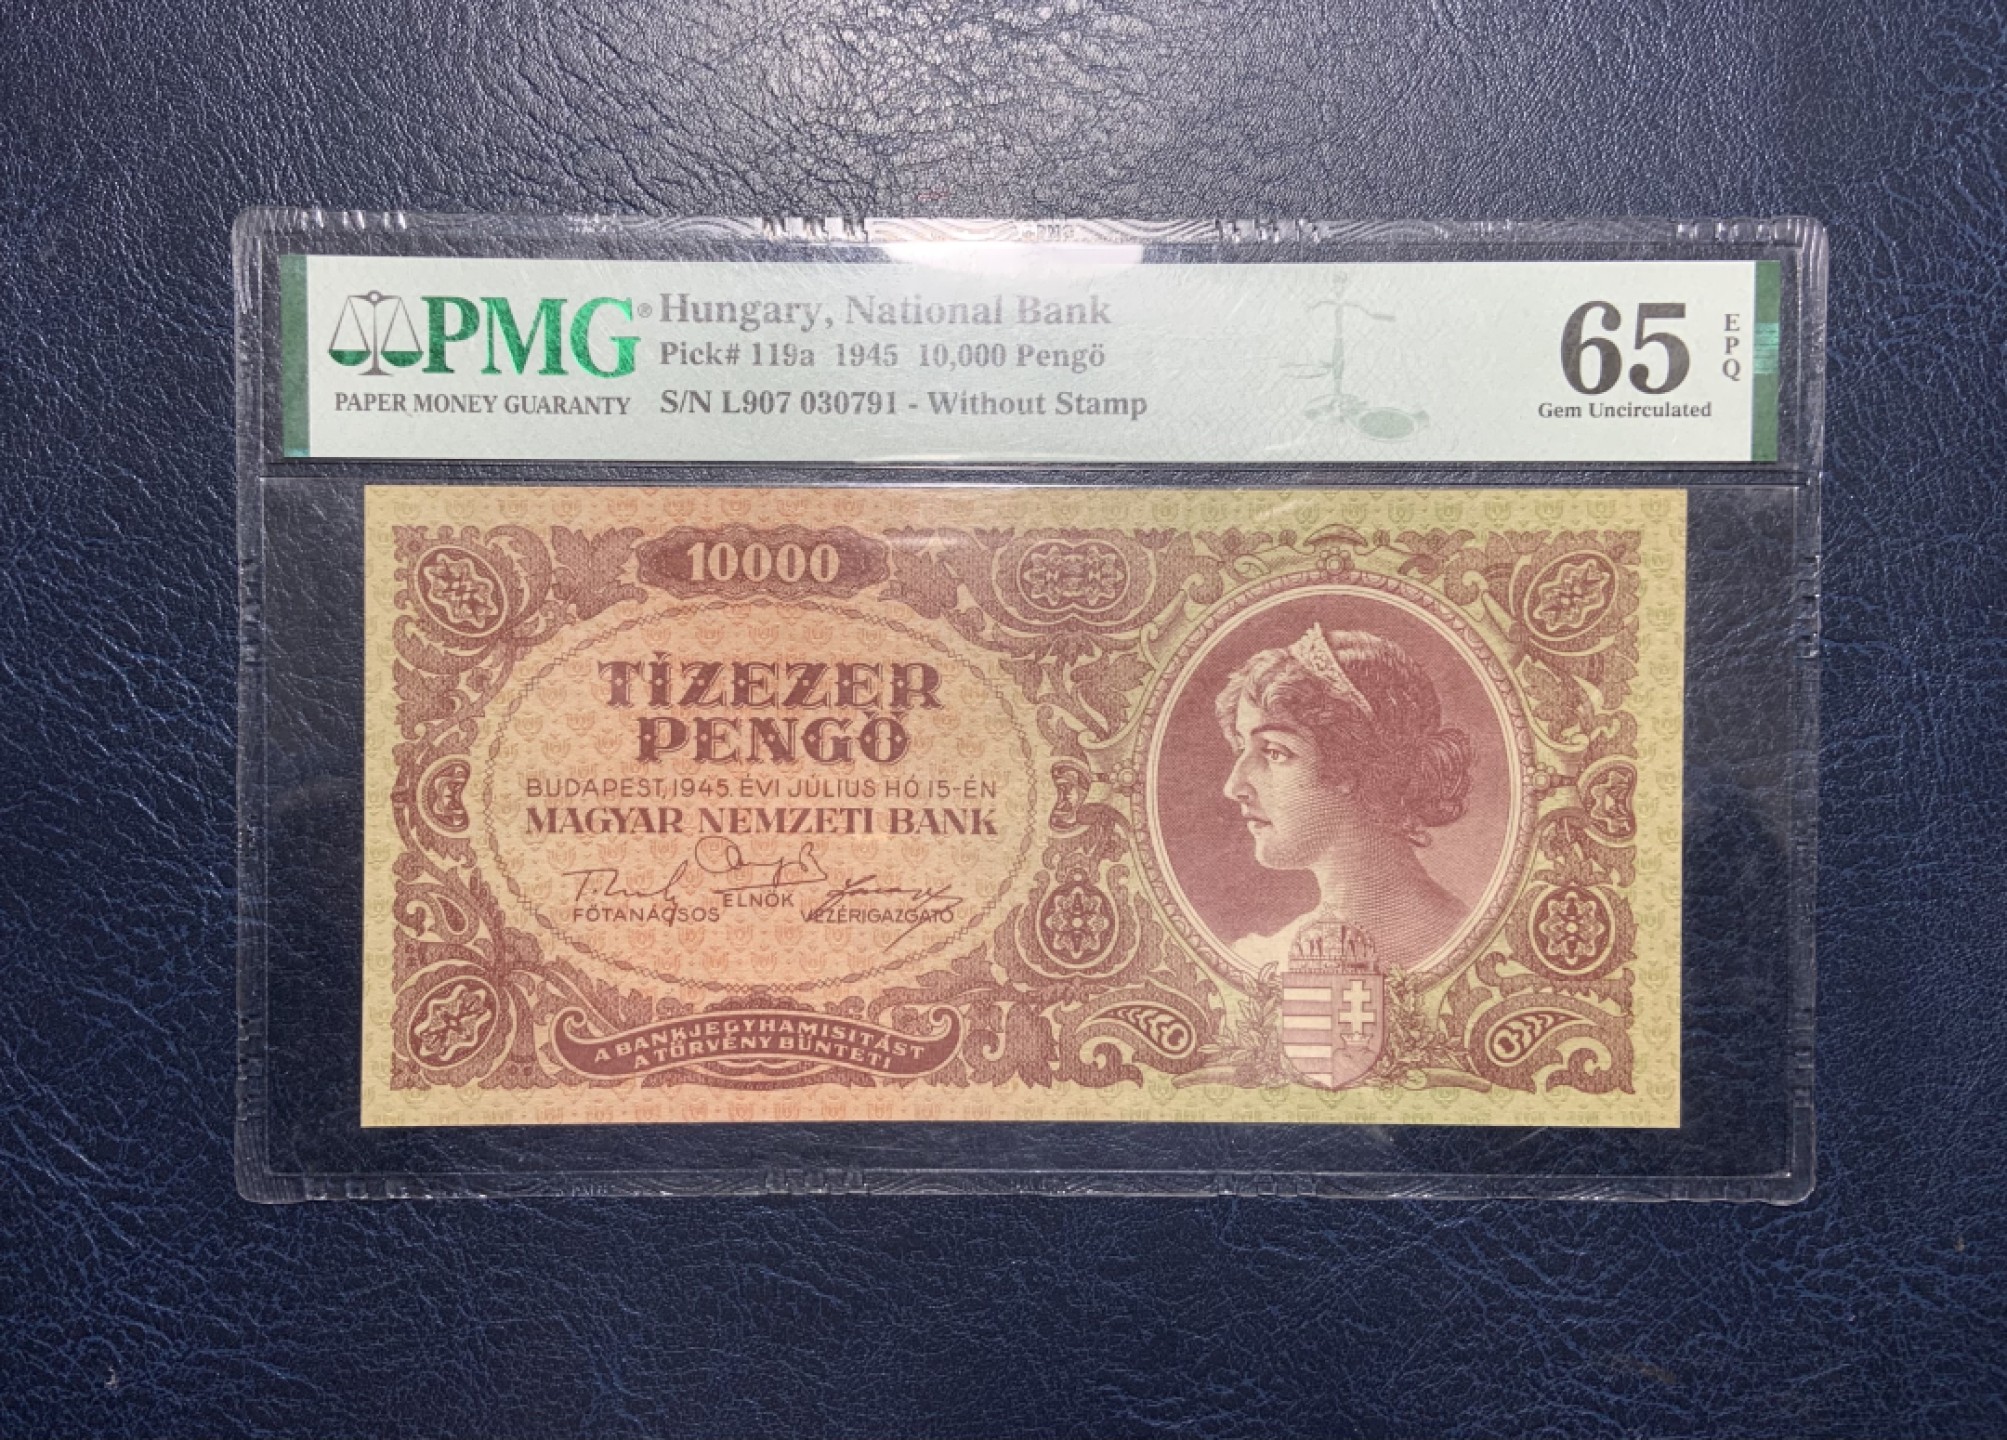 PMG®
PAPER MONEY GUARANTY
Hungary, National Bank
Pick# 119a 1945 10,000 Pengö
S/N L907 030791 - Without Stamp
65 EPQ
Gem Uncirculated
10000
TÍZEZER
PENGŐ
BUDAPEST, 1945. ÉVI JÚLIUS HÓ 15-ÉN
MAGYAR NEMZETI BANK
FŐTANÁCSOS ELNÖK VEZÉRIGAZGATÓ
A BANKJEGYHAMISITÁST
A TÖRVÉNY BÜNTETI